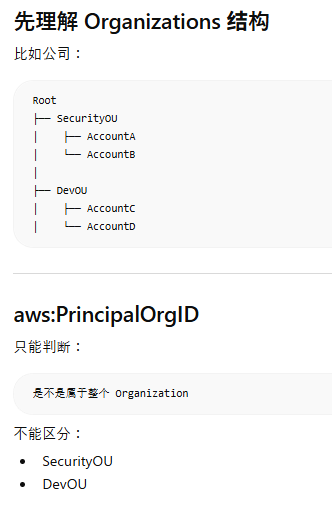 先理解 Organizations 结构
比如公司：
Root
├── SecurityOU
│   ├── AccountA
│   └── AccountB
│
├── DevOU
│   ├── AccountC
│   └── AccountD
aws:PrincipalOrgID
只能判断：
是不是属于整个 Organization
不能区分：
• SecurityOU
• DevOU